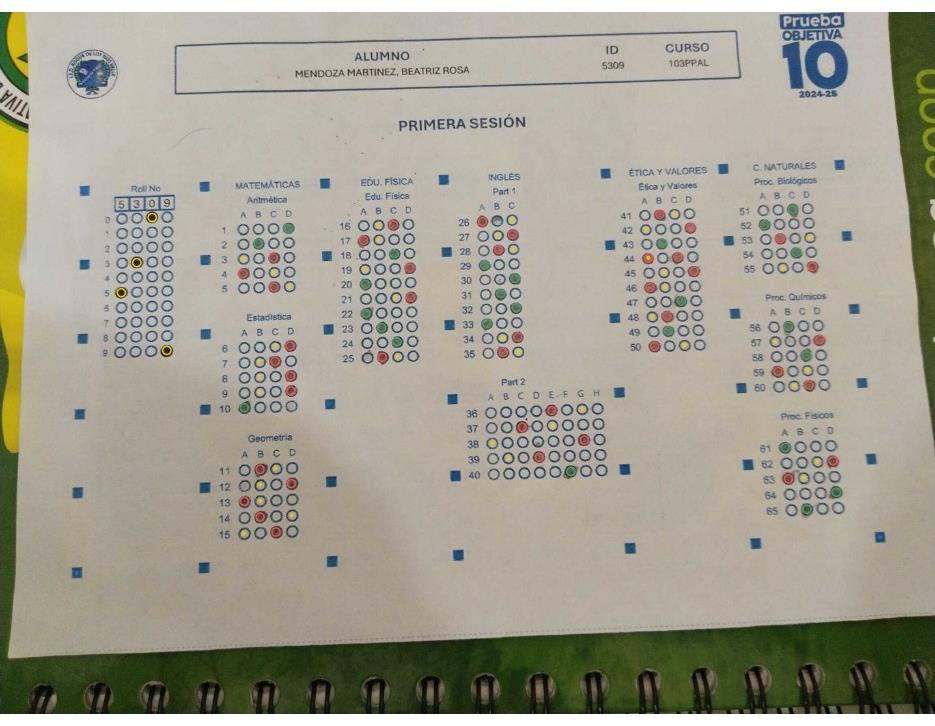 Prueba
OBJETIVA
10
2024-25
ALUMNO ID CURSO
MENDOZA MARTINEZ, BEATRIZ ROSA 5309 103PPAL
PRIMERA SESIÓN
Roll No
5 3 0 9
0
1
2
3
4
5
6
7
8
9
MATEMÁTICAS
Aritmética
A B C D
1
2
3
4
5
Estadística
A B C D
6
7
8
9
10
Geometría
A B C D
11
12
13
14
15
EDU. FÍSICA
Edu. Física
A B C D
16
17
18
19
20
21
22
23
24
25
INGLÉS
Part 1
A B C
26
27
28
29
30
31
32
33
34
35
Part 2
A B C D E F G H
36
37
38
39
40
ÉTICA Y VALORES
Ética y Valores
A B C D
41
42
43
44
45
46
47
48
49
50
C. NATURALES
Proc. Biológicos
A B C D
51
52
53
54
55
Proc. Químicos
A B C D
56
57
58
59
60
Proc. Físicos
A B C D
61
62
63
64
65